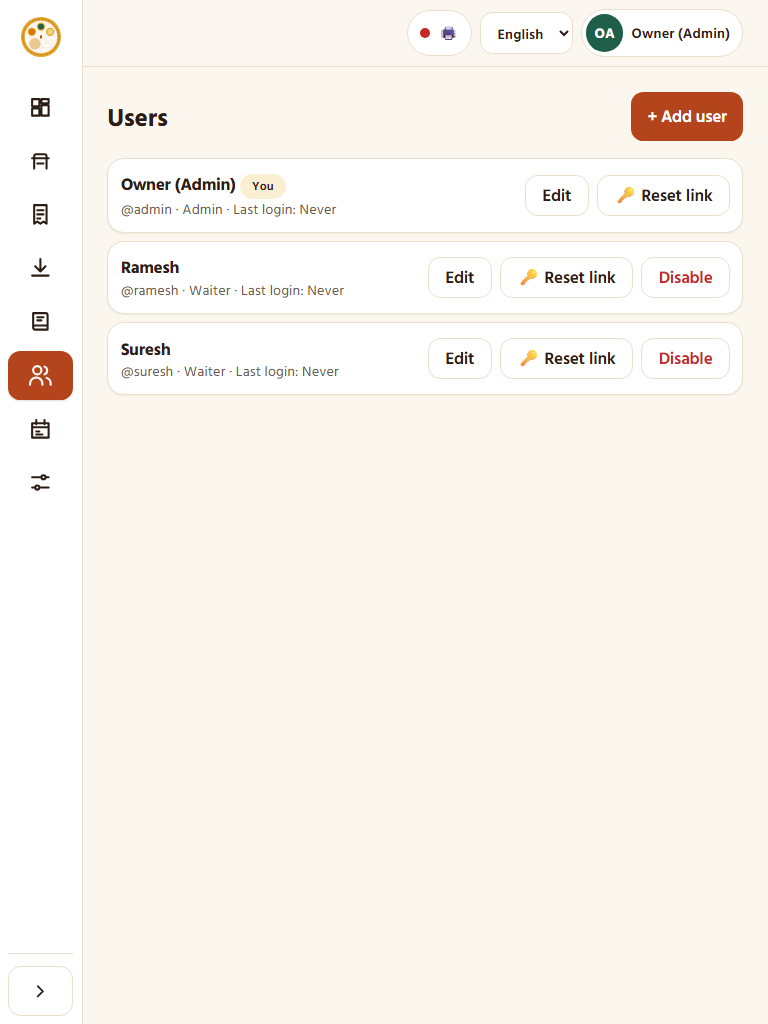 English
OA
Owner (Admin)
Users
+ Add user
Owner (Admin) You
@admin · Admin · Last login: Never
Edit
Reset link
Ramesh
@ramesh · Waiter · Last login: Never
Edit
Reset link
Disable
Suresh
@suresh · Waiter · Last login: Never
Edit
Reset link
Disable